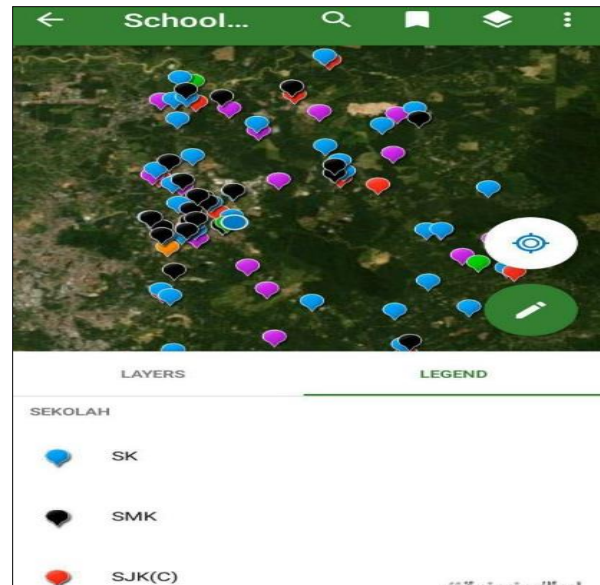 School...
LAYERS
LEGEND
SEKOLAH
SK
SMK
SJK(C)